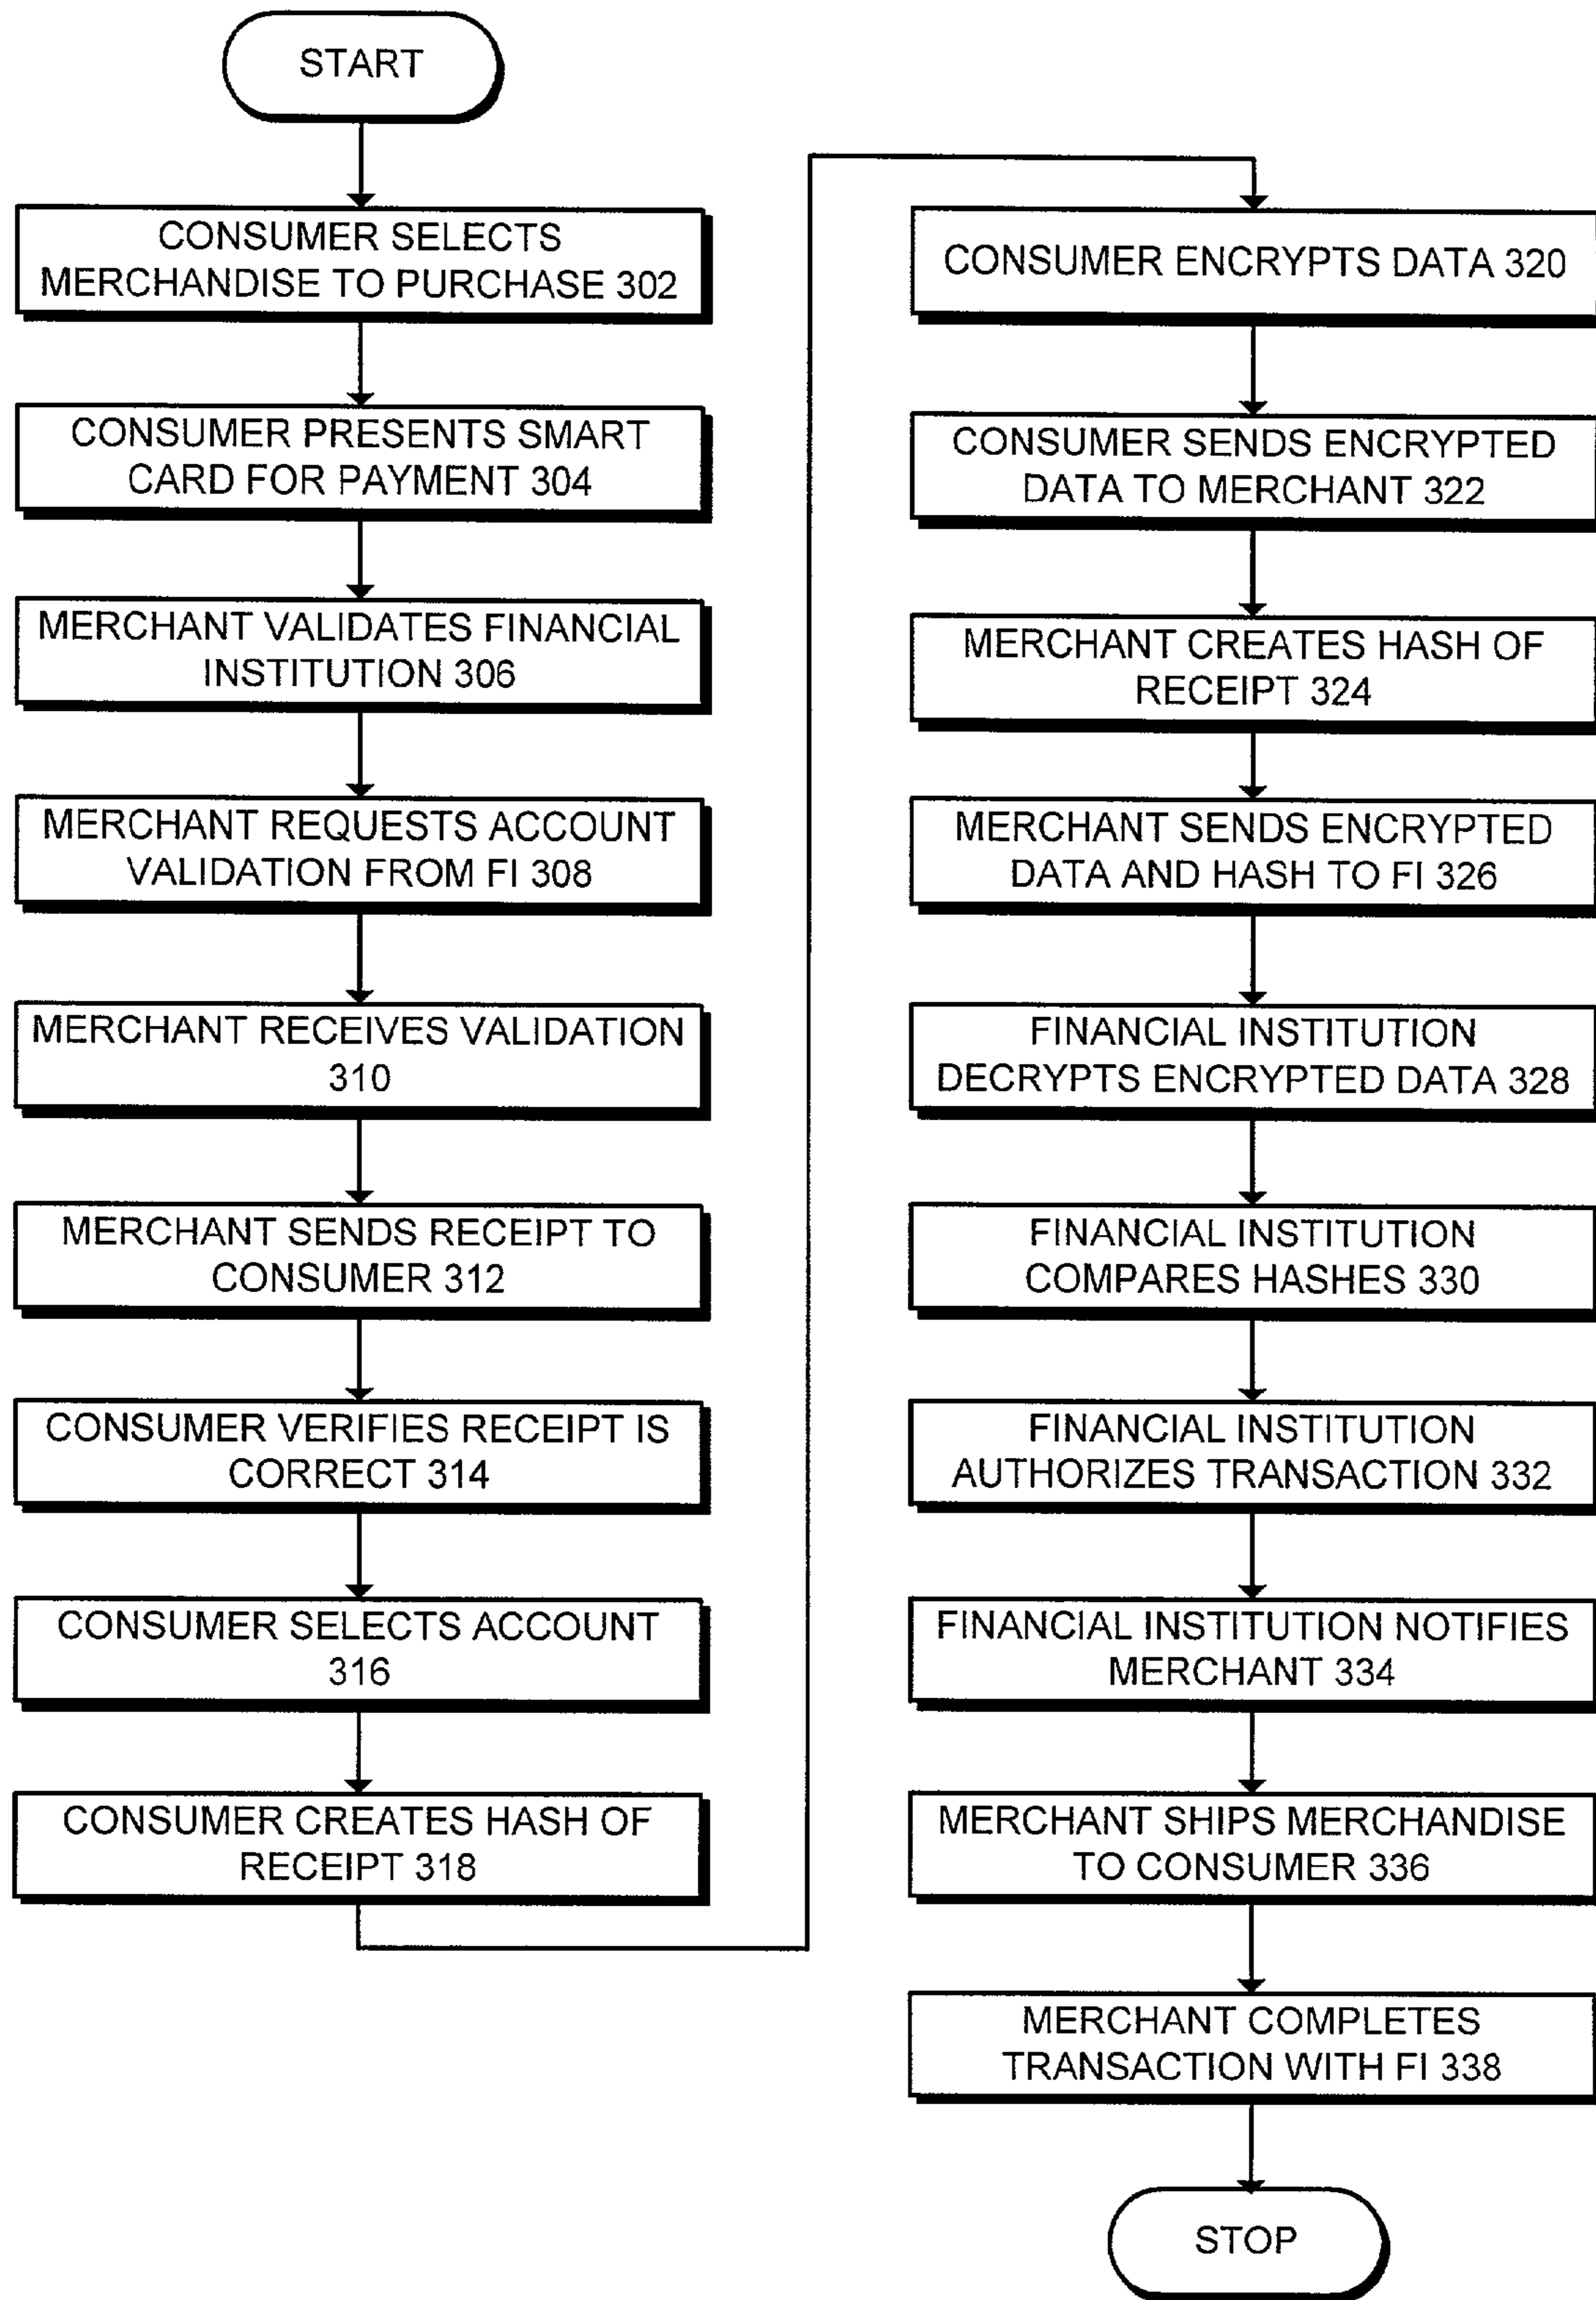 START
CONSUMER SELECTS
MERCHANDISE TO PURCHASE 302
CONSUMER PRESENTS SMART
CARD FOR PAYMENT 304
MERCHANT VALIDATES FINANCIAL
INSTITUTION 306
MERCHANT REQUESTS ACCOUNT
VALIDATION FROM FI 308
MERCHANT RECEIVES VALIDATION
310
MERCHANT SENDS RECEIPT TO
CONSUMER 312
CONSUMER VERIFIES RECEIPT IS
CORRECT 314
CONSUMER SELECTS ACCOUNT
316
CONSUMER CREATES HASH OF
RECEIPT 318
CONSUMER ENCRYPTS DATA 320
CONSUMER SENDS ENCRYPTED
DATA TO MERCHANT 322
MERCHANT CREATES HASH OF
RECEIPT 324
MERCHANT SENDS ENCRYPTED
DATA AND HASH TO FI 326
FINANCIAL INSTITUTION
DECRYPTS ENCRYPTED DATA 328
FINANCIAL INSTITUTION
COMPARES HASHES 330
FINANCIAL INSTITUTION
AUTHORIZES TRANSACTION 332
FINANCIAL INSTITUTION NOTIFIES
MERCHANT 334
MERCHANT SHIPS MERCHANDISE
TO CONSUMER 336
MERCHANT COMPLETES
TRANSACTION WITH FI 338
STOP